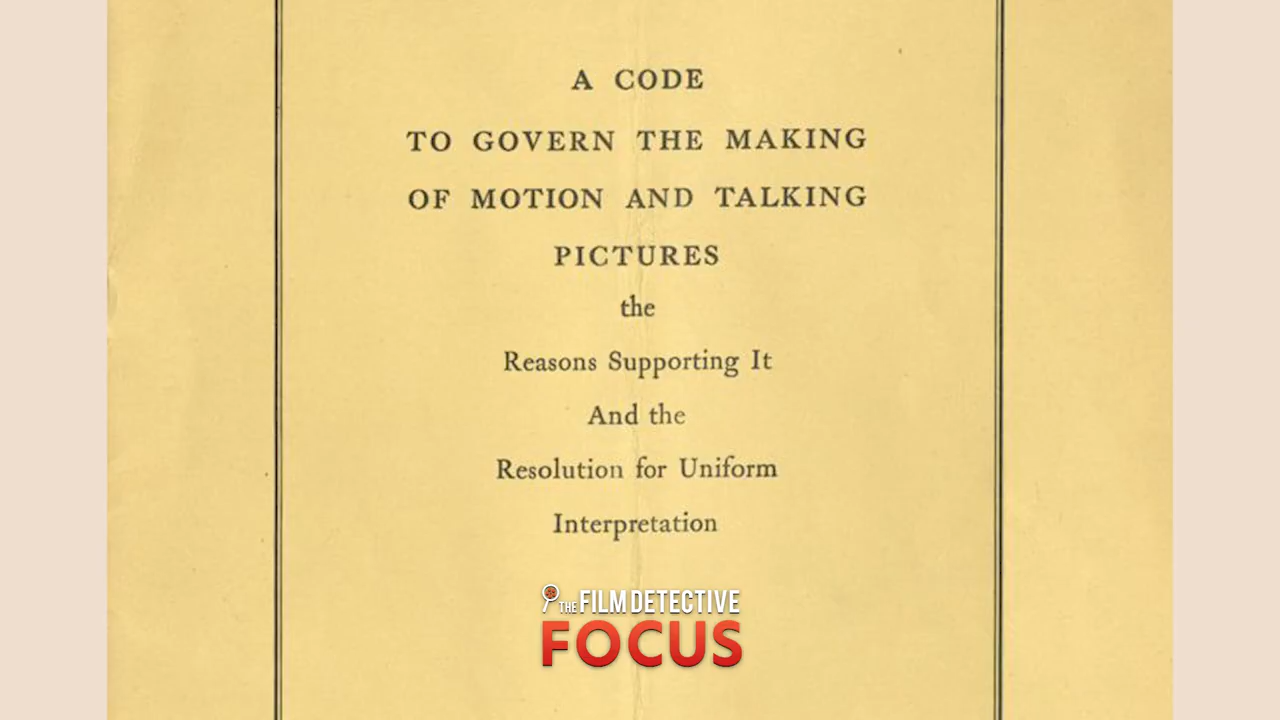 A CODE
TO GOVERN THE MAKING
OF MOTION AND TALKING
PICTURES
the
Reasons Supporting It
And the
Resolution for Uniform
Interpretation
THE FILM DETECTIVE
FOCUS